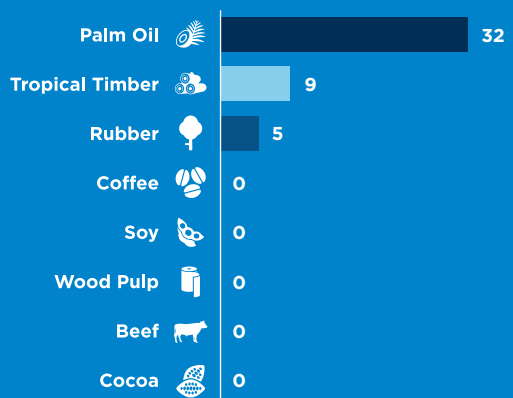 Palm Oil 32
Tropical Timber 9
Rubber 5
Coffee 0
Soy 0
Wood Pulp 0
Beef 0
Cocoa 0